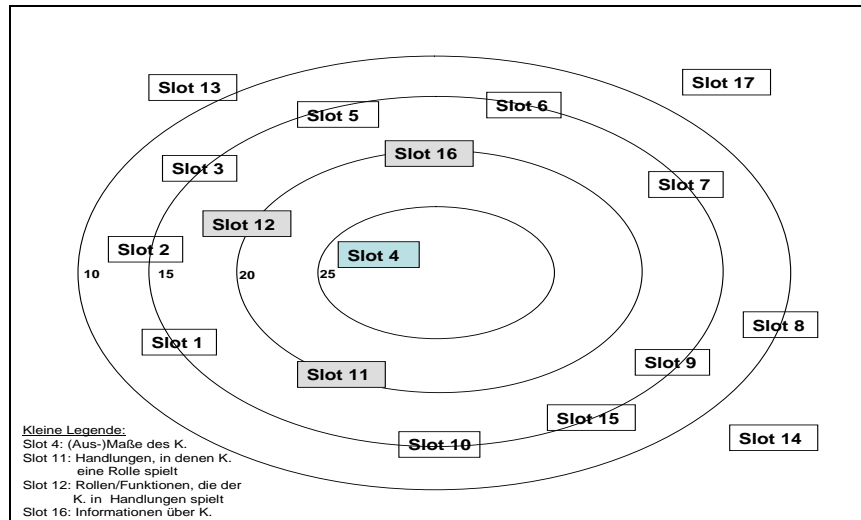 Slot 13
Slot 17
Slot 5
Slot 6
Slot 16
Slot 3
Slot 7
Slot 12
Slot 2
Slot 4
10
15
20
25
Slot 1
Slot 8
Slot 11
Slot 9
Slot 15
Slot 10
Slot 14
Kleine Legende:
Slot 4: (Aus-)Maße des K.
Slot 11: Handlungen, in denen K.
eine Rolle spielt
Slot 12: Rollen/Funktionen, die der
K. in Handlungen spielt
Slot 16: Informationen über K.